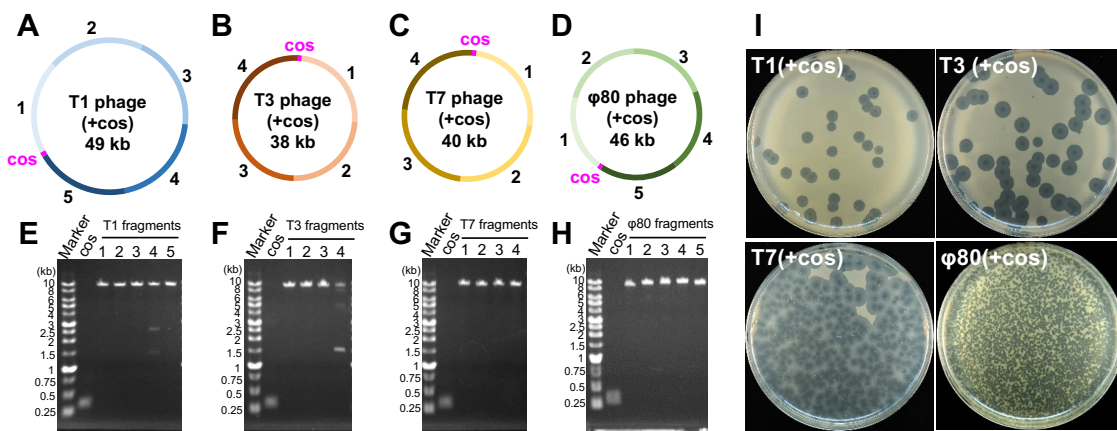 A
2
3
1
T1 phage
(+cos)
49 kb
cos
5
4
B
cos
4
1
T3 phage
(+cos)
38 kb
3
2
C
cos
4
1
T7 phage
(+cos)
40 kb
3
2
D
2
3
φ80 phage
(+cos)
46 kb
1
4
cos
5
E
Marker
cos
T1 fragments
1 2 3 4 5
(kb)
10
8
6
5
4
3
2.5
2
1.5
1
0.75
0.5
0.25
F
Marker
cos
T3 fragments
1 2 3 4
(kb)
10
8
6
5
4
3
2.5
2
1.5
1
0.75
0.5
0.25
G
Marker
cos
T7 fragments
1 2 3 4
(kb)
10
8
6
5
4
3
2.5
2
1.5
1
0.75
0.5
0.25
H
Marker
cos
φ80 fragments
1 2 3 4 5
(kb)
10
8
6
5
4
3
2.5
2
1.5
1
0.75
0.5
0.25
I
T1(+cos)
T3 (+cos)
T7(+cos)
φ80(+cos)